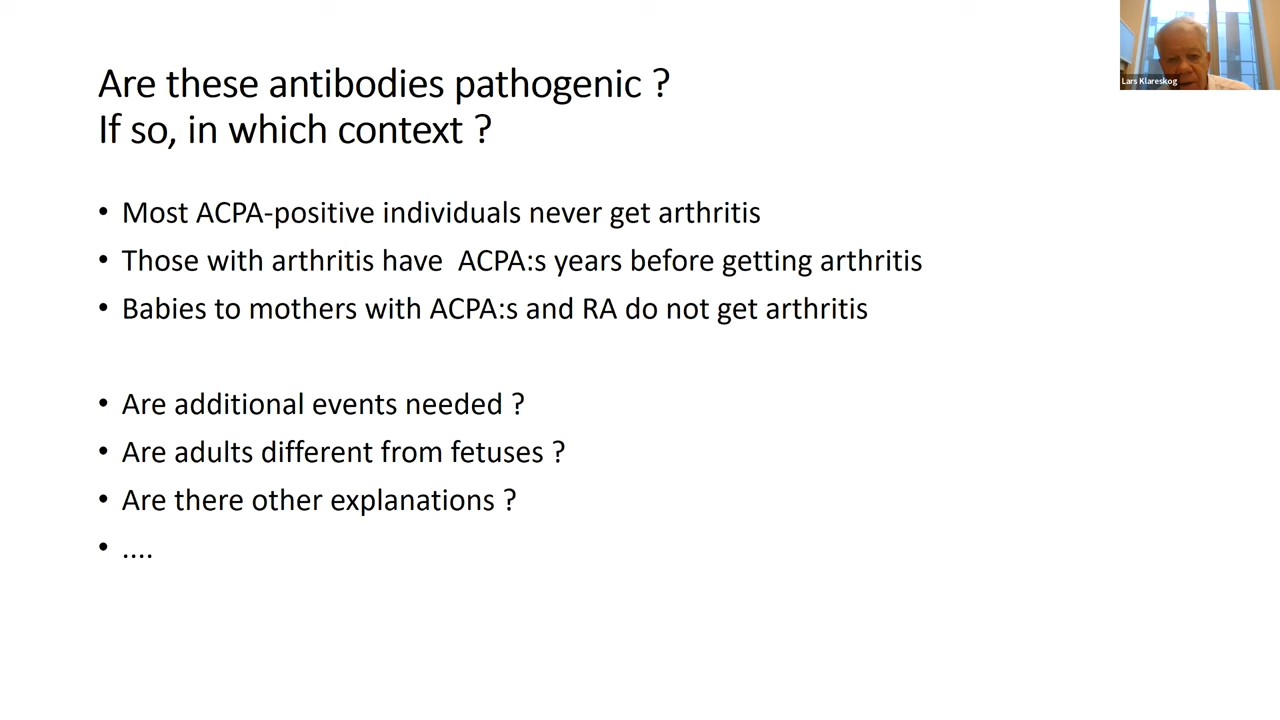 Are these antibodies pathogenic ?
If so, in which context ?
• Most ACPA-positive individuals never get arthritis
• Those with arthritis have  ACPA:s years before getting arthritis
• Babies to mothers with ACPA:s and RA do not get arthritis
• Are additional events needed ?
• Are adults different from fetuses ?
• Are there other explanations ?
• ....
Lars Klareskog